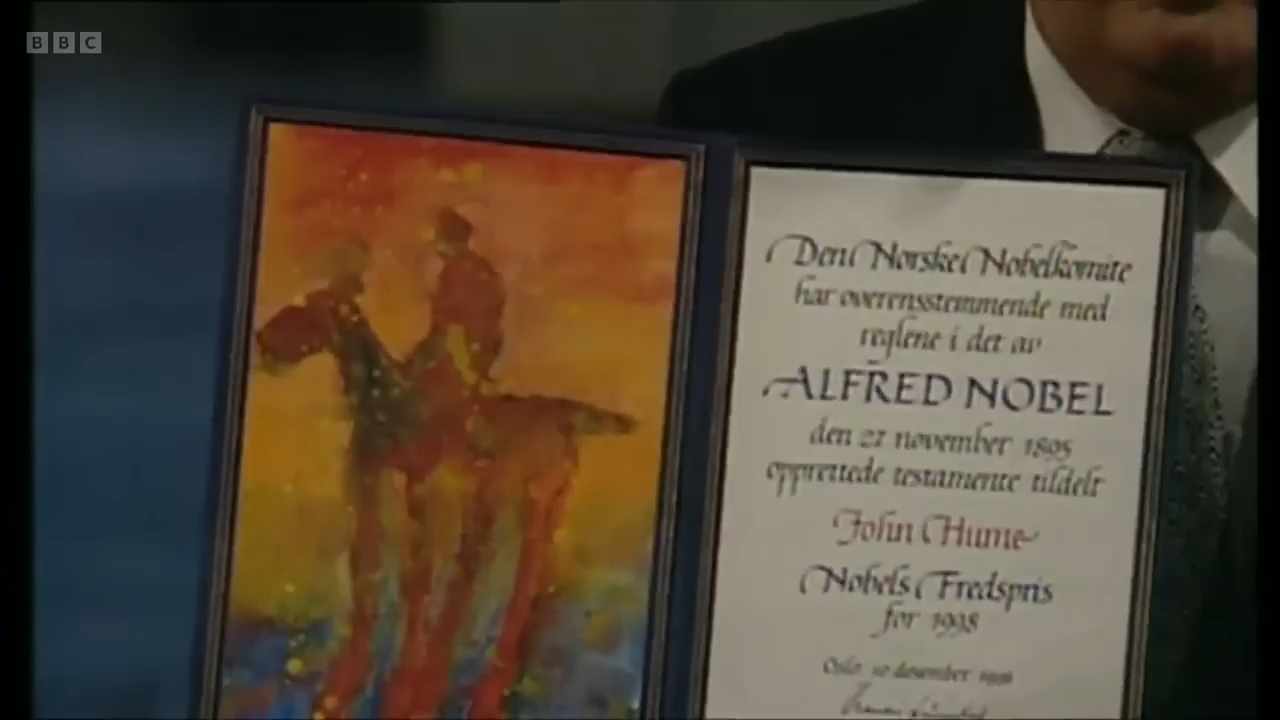 BBC
Den Norske Nobelkomite
har overensstemmende med
reglene i det av
ALFRED NOBEL
den 27 november 1895
opprettede testamente tildelt
John Hume
Nobels Fredspris
for 1998
Oslo, 10 desember 1998